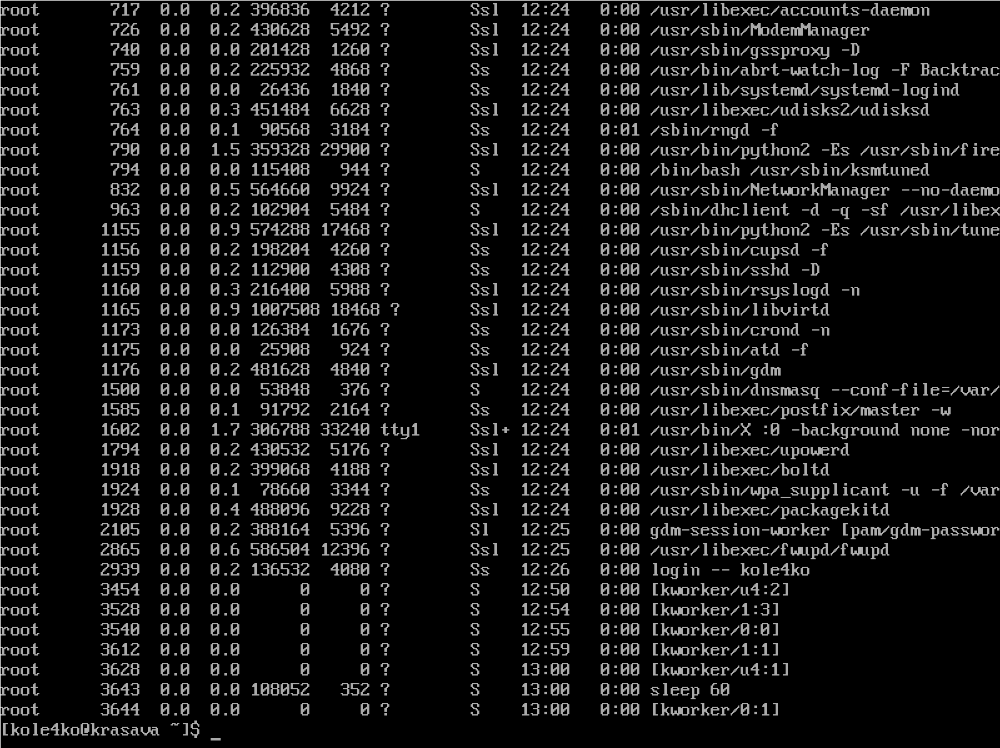 root       717  0.0  0.2 396836  4212 ?        Ssl  12:24   0:00 /usr/libexec/accounts-daemon
root       726  0.0  0.2 430628  5492 ?        Ssl  12:24   0:00 /usr/sbin/ModemManager
root       740  0.0  0.0 201428  1260 ?        Ssl  12:24   0:00 /usr/sbin/gssproxy -D
root       759  0.0  0.2 225932  4868 ?        Ss   12:24   0:00 /usr/bin/abrt-watch-log -F Backtrac
root       761  0.0  0.0  26436  1840 ?        Ss   12:24   0:00 /usr/lib/systemd/systemd-logind
root       763  0.0  0.3 451484  6628 ?        Ssl  12:24   0:00 /usr/libexec/udisks2/udisksd
root       764  0.0  0.1  90568  3184 ?        Ss   12:24   0:01 /sbin/rngd -f
root       790  0.0  1.5 359328 29900 ?        Ssl  12:24   0:00 /usr/bin/python2 -Es /usr/sbin/fire
root       794  0.0  0.0 115408   944 ?        S    12:24   0:00 /bin/bash /usr/sbin/ksmtuned
root       832  0.0  0.5 564660  9924 ?        Ssl  12:24   0:00 /usr/sbin/NetworkManager --no-daemo
root       963  0.0  0.2 102904  5484 ?        S    12:24   0:00 /sbin/dhclient -d -q -sf /usr/libex
root      1155  0.0  0.9 574288 17468 ?        Ssl  12:24   0:00 /usr/bin/python2 -Es /usr/sbin/tune
root      1156  0.0  0.2 198204  4260 ?        Ss   12:24   0:00 /usr/sbin/cupsd -f
root      1159  0.0  0.2 112900  4308 ?        Ss   12:24   0:00 /usr/sbin/sshd -D
root      1160  0.0  0.3 216400  5988 ?        Ssl  12:24   0:00 /usr/sbin/rsyslogd -n
root      1165  0.0  0.9 1007508 18468 ?       Ssl  12:24   0:00 /usr/sbin/libvirtd
root      1173  0.0  0.0 126384  1676 ?        Ss   12:24   0:00 /usr/sbin/crond -n
root      1175  0.0  0.0  25908   924 ?        Ss   12:24   0:00 /usr/sbin/atd -f
root      1176  0.0  0.2 481628  4840 ?        Ssl  12:24   0:00 /usr/sbin/gdm
root      1500  0.0  0.0  53848   376 ?        S    12:24   0:00 /usr/sbin/dnsmasq --conf-file=/var/
root      1585  0.0  0.1  91792  2164 ?        Ss   12:24   0:00 /usr/libexec/postfix/master -w
root      1602  0.0  1.7 306788 33240 tty1     Ssl+ 12:24   0:01 /usr/bin/X :0 -background none -nor
root      1794  0.0  0.2 430532  5176 ?        Ssl  12:24   0:00 /usr/libexec/upowerd
root      1918  0.0  0.2 399068  4188 ?        Ssl  12:24   0:00 /usr/libexec/boltd
root      1924  0.0  0.1  78660  3344 ?        Ss   12:24   0:00 /usr/sbin/wpa_supplicant -u -f /var
root      1928  0.0  0.4 488096  9228 ?        Ssl  12:24   0:00 /usr/libexec/packagekitd
root      2105  0.0  0.2 388164  5396 ?        Sl   12:25   0:00 gdm-session-worker [pam/gdm-passwor
root      2865  0.0  0.6 586504 12396 ?        Ssl  12:25   0:00 /usr/libexec/fwupd/fwupd
root      2939  0.0  0.2 136532  4080 ?        Ss   12:26   0:00 login -- kole4ko
root      3454  0.0  0.0      0     0 ?        S    12:50   0:00 [kworker/u4:2]
root      3528  0.0  0.0      0     0 ?        S    12:54   0:00 [kworker/1:3]
root      3540  0.0  0.0      0     0 ?        S    12:55   0:00 [kworker/0:0]
root      3612  0.0  0.0      0     0 ?        S    12:59   0:00 [kworker/1:1]
root      3628  0.0  0.0      0     0 ?        S    13:00   0:00 [kworker/u4:1]
root      3643  0.0  0.0 108052   352 ?        S    13:00   0:00 sleep 60
root      3644  0.0  0.0      0     0 ?        S    13:00   0:00 [kworker/0:1]
[kole4ko@krasava ~]$ _